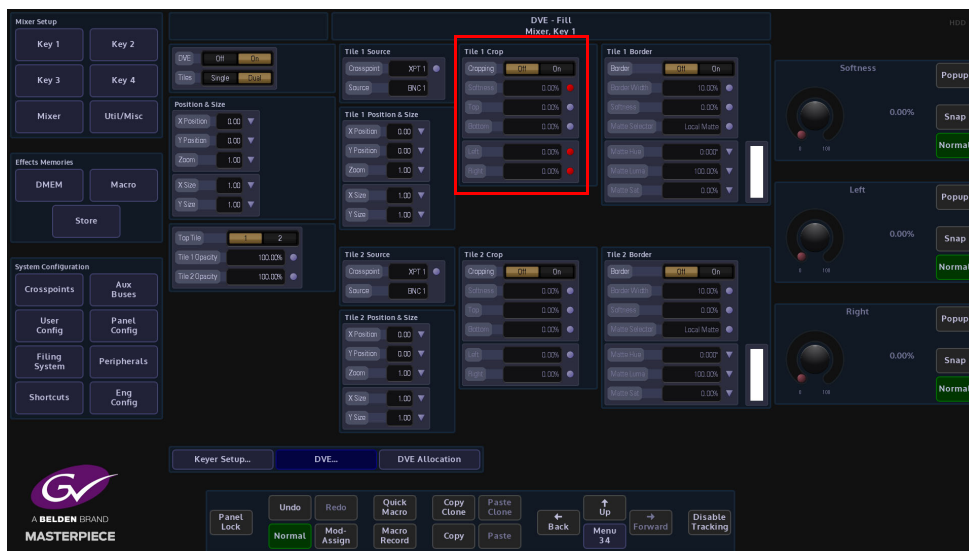 Mixer Setup
Key 1 Key 2
Key 3 Key 4
Mixer Util/Misc
Effects Memories
DMEM Macro
Store
System Configuration
Crosspoints Aux Buses
User Config Panel Config
Filing System Peripherals
Shortcuts Eng Config
GV
A BELDEN BRAND
MASTERPIECE
DVE - Fill
Mixer, Key 1
HDD
DVE Off On
Tiles Single Dual
Position & Size
X Position 0.00
Y Position 0.00
Zoom 1.00
X Size 1.00
Y Size 1.00
Top Tile 1 2
Tile 1 Opacity 100.00%
Tile 2 Opacity 100.00%
Tile 1 Source
Crosspoint XPT 1
Source BNC 1
Tile 1 Position & Size
X Position 0.00
Y Position 0.00
Zoom 1.00
X Size 1.00
Y Size 1.00
Tile 1 Crop
Cropping Off On
Softness 0.00%
Top 0.00%
Bottom 0.00%
Left 0.00%
Right 0.00%
Tile 1 Border
Border Off On
Border Width 10.00%
Softness 0.00%
Matte Selector Local Matte
Matte Hue 0.000°
Matte Luma 100.00%
Matte Sat 0.00%
Tile 2 Source
Crosspoint XPT 1
Source BNC 1
Tile 2 Position & Size
X Position 0.00
Y Position 0.00
Zoom 1.00
X Size 1.00
Y Size 1.00
Tile 2 Crop
Cropping Off On
Softness 0.00%
Top 0.00%
Bottom 0.00%
Left 0.00%
Right 0.00%
Tile 2 Border
Border Off On
Border Width 10.00%
Softness 0.00%
Matte Selector Local Matte
Matte Hue 0.000°
Matte Luma 100.00%
Matte Sat 0.00%
Softness
0.00%
0 100
Popup
Snap
Normal
Left
0.00%
0 100
Popup
Snap
Normal
Right
0.00%
0 100
Popup
Snap
Normal
Keyer Setup... DVE... DVE Allocation
Panel Lock
Undo Redo
Normal Mod-Assign
Quick Macro
Macro Record
Copy Clone Paste Clone
Copy Paste
← Back
↑ Up
Menu 34
→ Forward
Disable Tracking